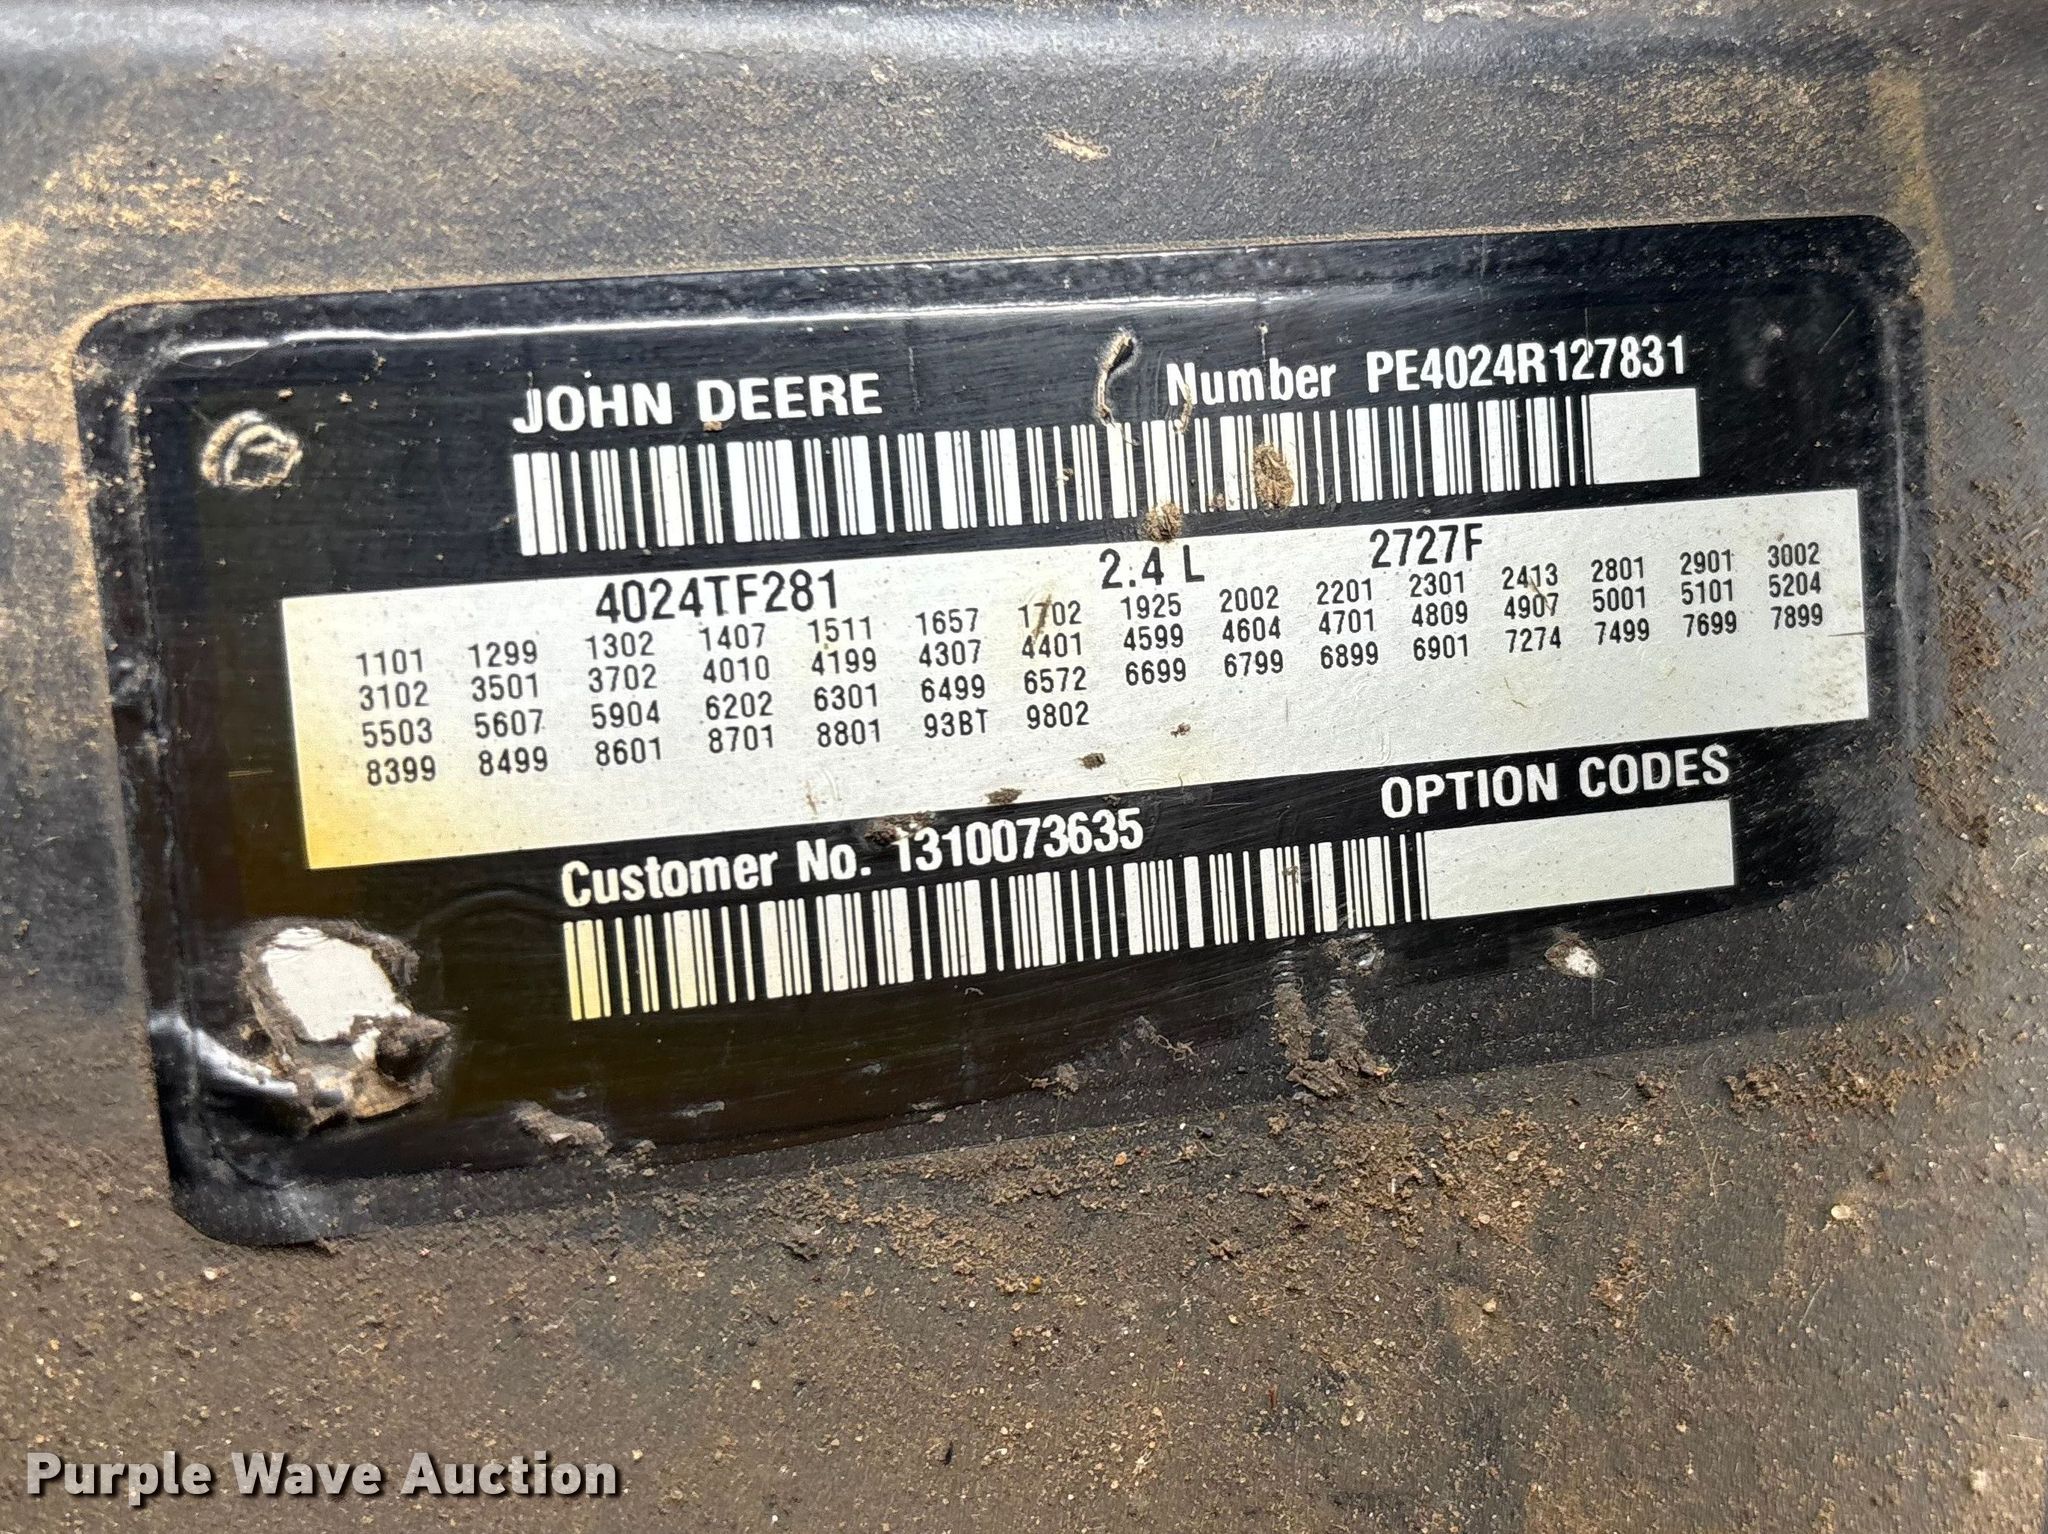 JOHN DEERE Number PE4024R127831
4024TF281 2.4 L 2727F
1101 1299 1302 1407 1511 1657 1702 1925 2002 2201 2301 2413 2801 2901 3002
3102 3501 3702 4010 4199 4307 4401 4599 4604 4701 4809 4907 5001 5101 5204
5503 5607 5904 6202 6301 6499 6572 6699 6799 6899 6901 7274 7499 7699 7899
8399 8499 8601 8701 8801 93BT 9802
Customer No. 1310073635 OPTION CODES
Purple Wave Auction